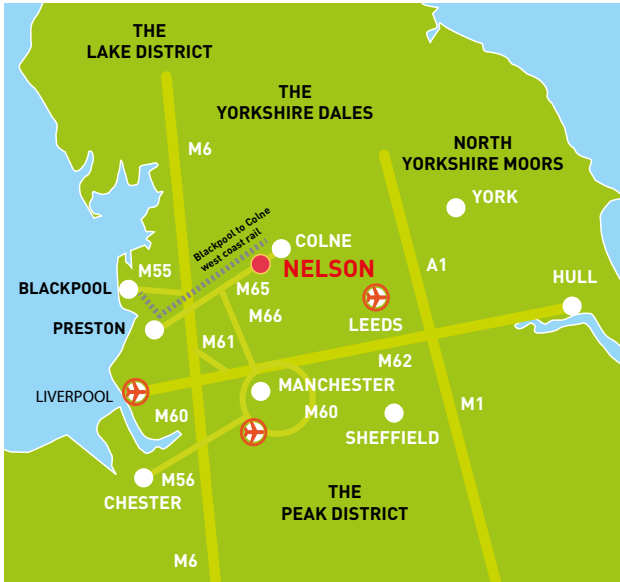 THE
LAKE DISTRICT
THE
YORKSHIRE DALES
M6
NORTH
YORKSHIRE MOORS
YORK
Blackpool to Colne
west coast rail
COLNE
NELSON
A1
M55
HULL
BLACKPOOL
M65
M66
LEEDS
PRESTON
M61
M62
MANCHESTER
LIVERPOOL
M60
M60
M1
SHEFFIELD
M56
CHESTER
THE
PEAK DISTRICT
M6